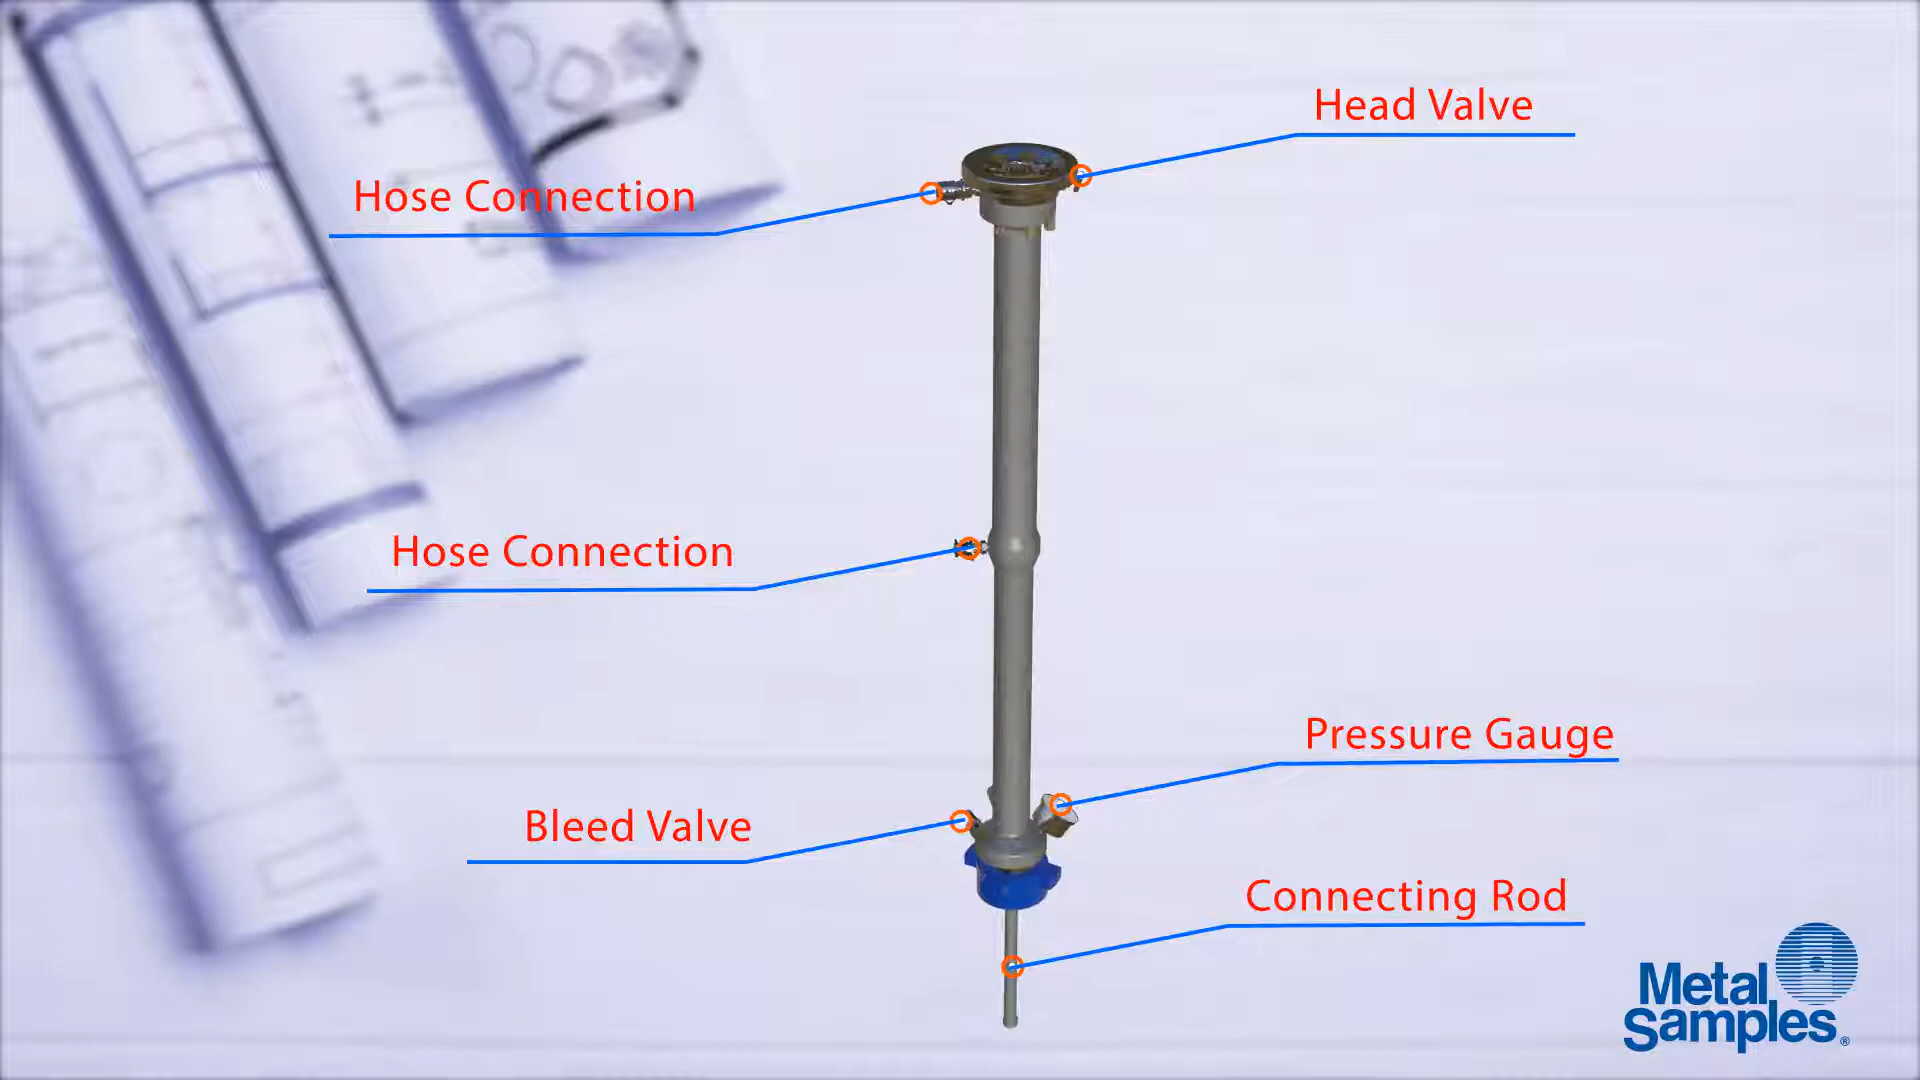 Head Valve
Hose Connection
Hose Connection
Pressure Gauge
Bleed Valve
Connecting Rod
Metal
Samples®